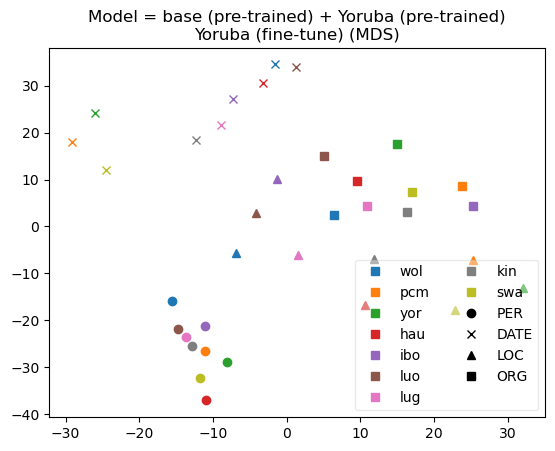 Model = base (pre-trained) + Yoruba (pre-trained)
Yoruba (fine-tune) (MDS)
30
20
10
0
−10
−20
−30
−40
wol
pcm
yor
hau
ibo
luo
lug
kin
swa
PER
DATE
LOC
ORG
−30 −20 −10 0 10 20 30